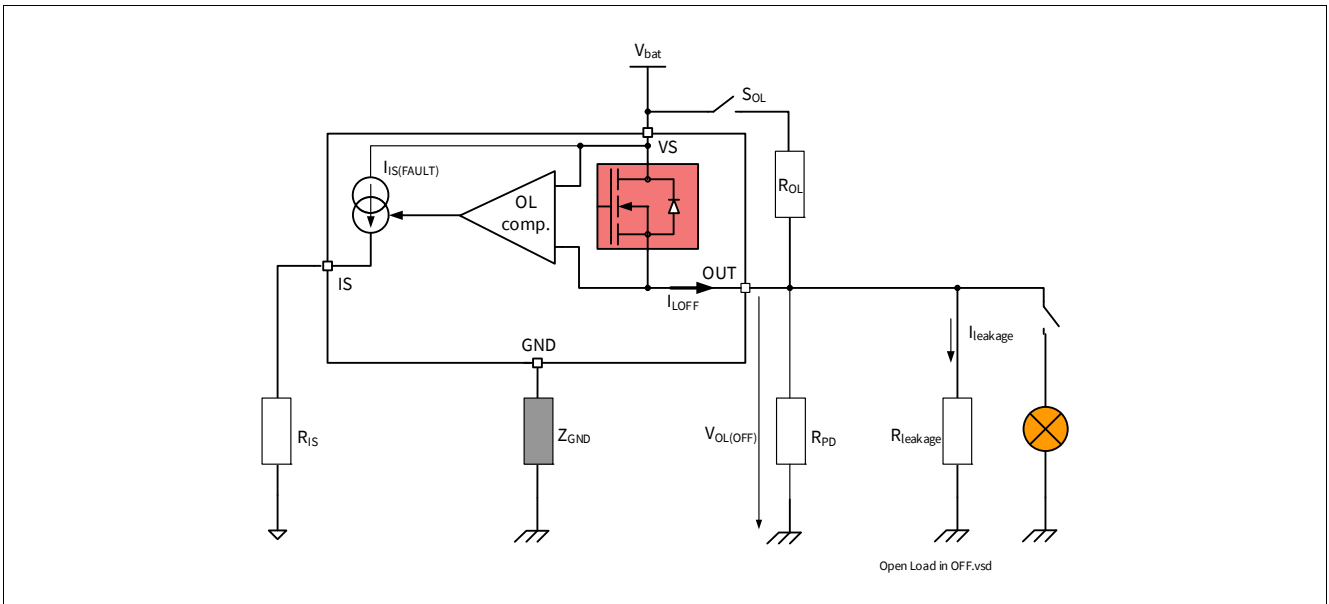 Vbat
SOL
VS
IIS(FAULT)
OL
comp.
ROL
OUT
IS
ILOFF
Ileakage
GND
RIS
ZGND
VOL(OFF)
RPD
Rleakage
Open Load in OFF.vsd